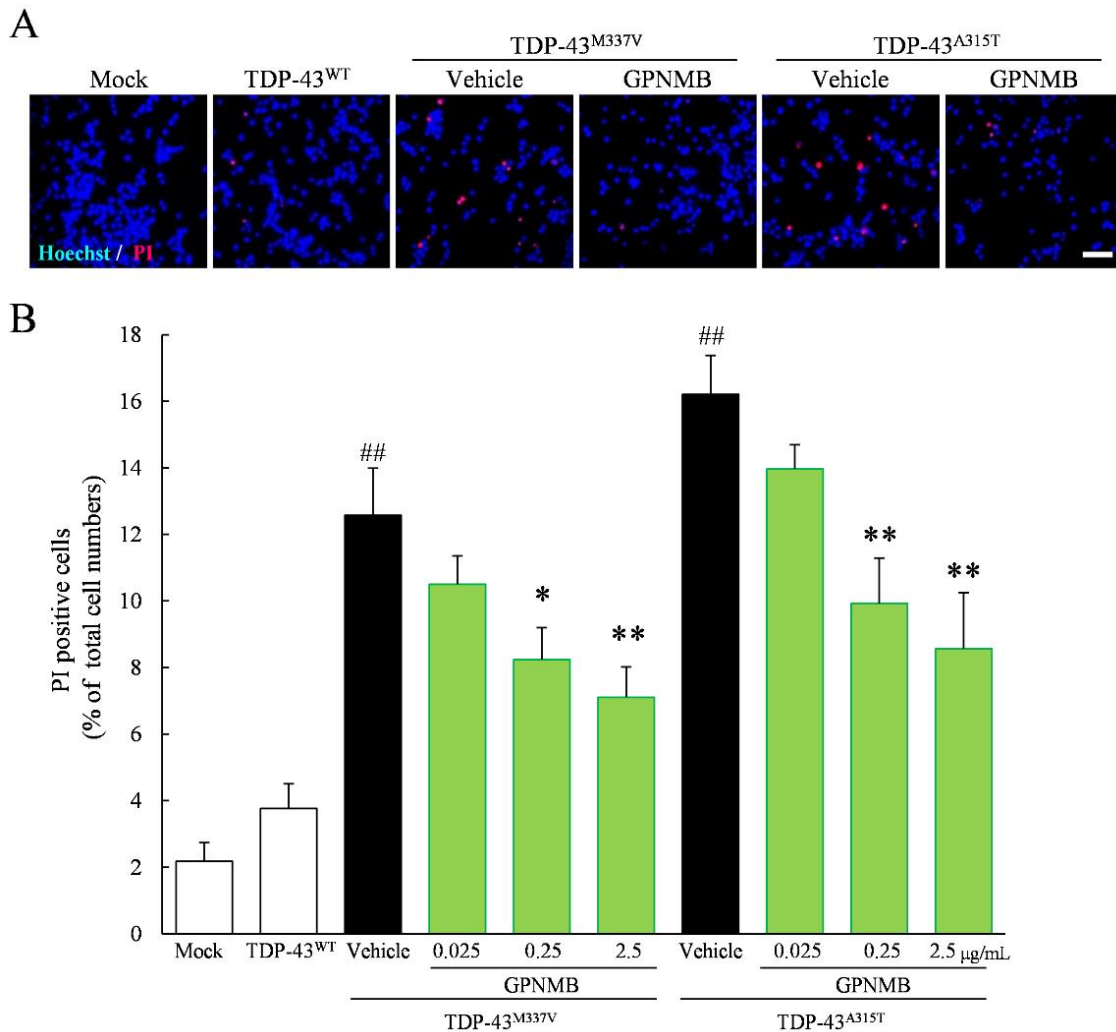 A
TDP-43M337V TDP-43A315T
Mock TDP-43WT Vehicle GPNMB Vehicle GPNMB
Hoechst / PI
B
PI positive cells
(% of total cell numbers)
18
16
14
12
10
8
6
4
2
0
##
*
**
##
**
**
Mock TDP-43WT Vehicle 0.025 0.25 2.5 Vehicle 0.025 0.25 2.5 μg/mL
GPNMB GPNMB
TDP-43M337V TDP-43A315T